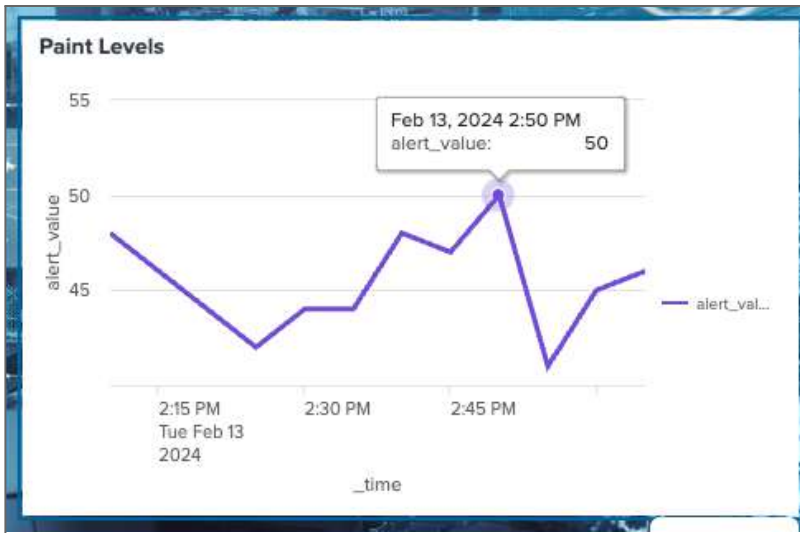 Paint Levels
55
Feb 13, 2024 2:50 PM
alert_value: 50
50
45
alert_value
alert_val...
2:15 PM
Tue Feb 13
2024
2:30 PM
2:45 PM
_time